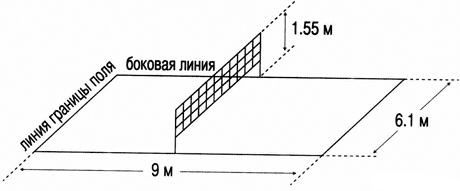 1.55 м
боковая линия
линия границы поля
6.1 м
9 м